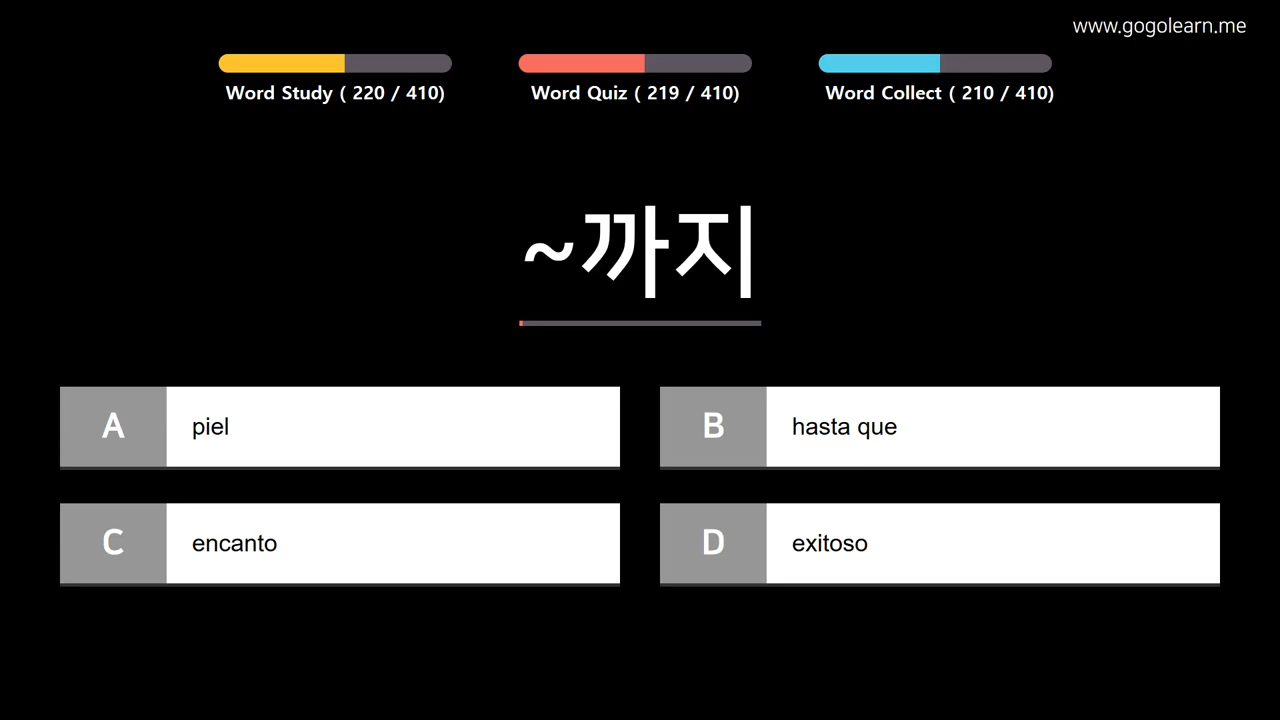 www.gogolearn.me
Word Study ( 220 / 410)
Word Quiz ( 219 / 410)
Word Collect ( 210 / 410)
~까지
A piel
B hasta que
C encanto
D exitoso